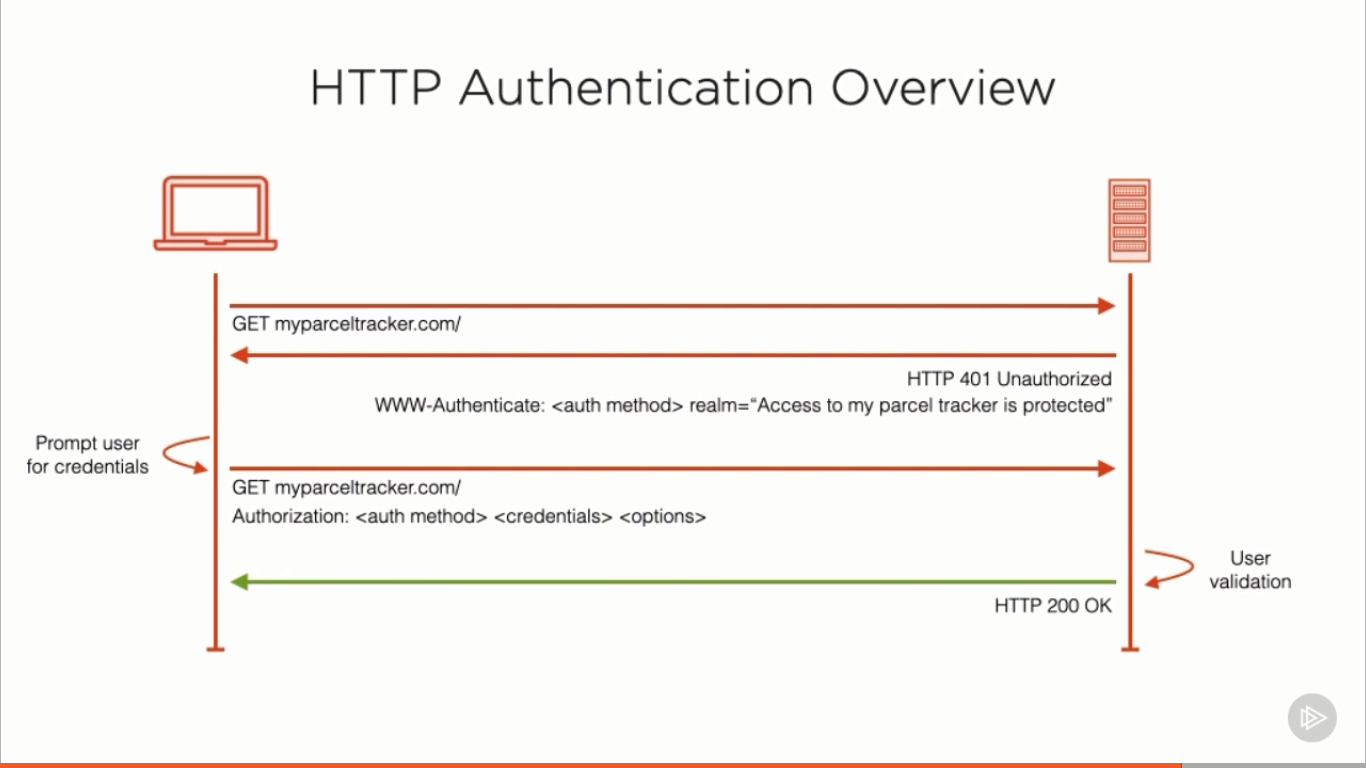 HTTP Authentication Overview
GET myparceltracker.com/
HTTP 401 Unauthorized
WWW-Authenticate: <auth method> realm=“Access to my parcel tracker is protected”
Prompt user
for credentials
GET myparceltracker.com/
Authorization: <auth method> <credentials> <options>
User
validation
HTTP 200 OK